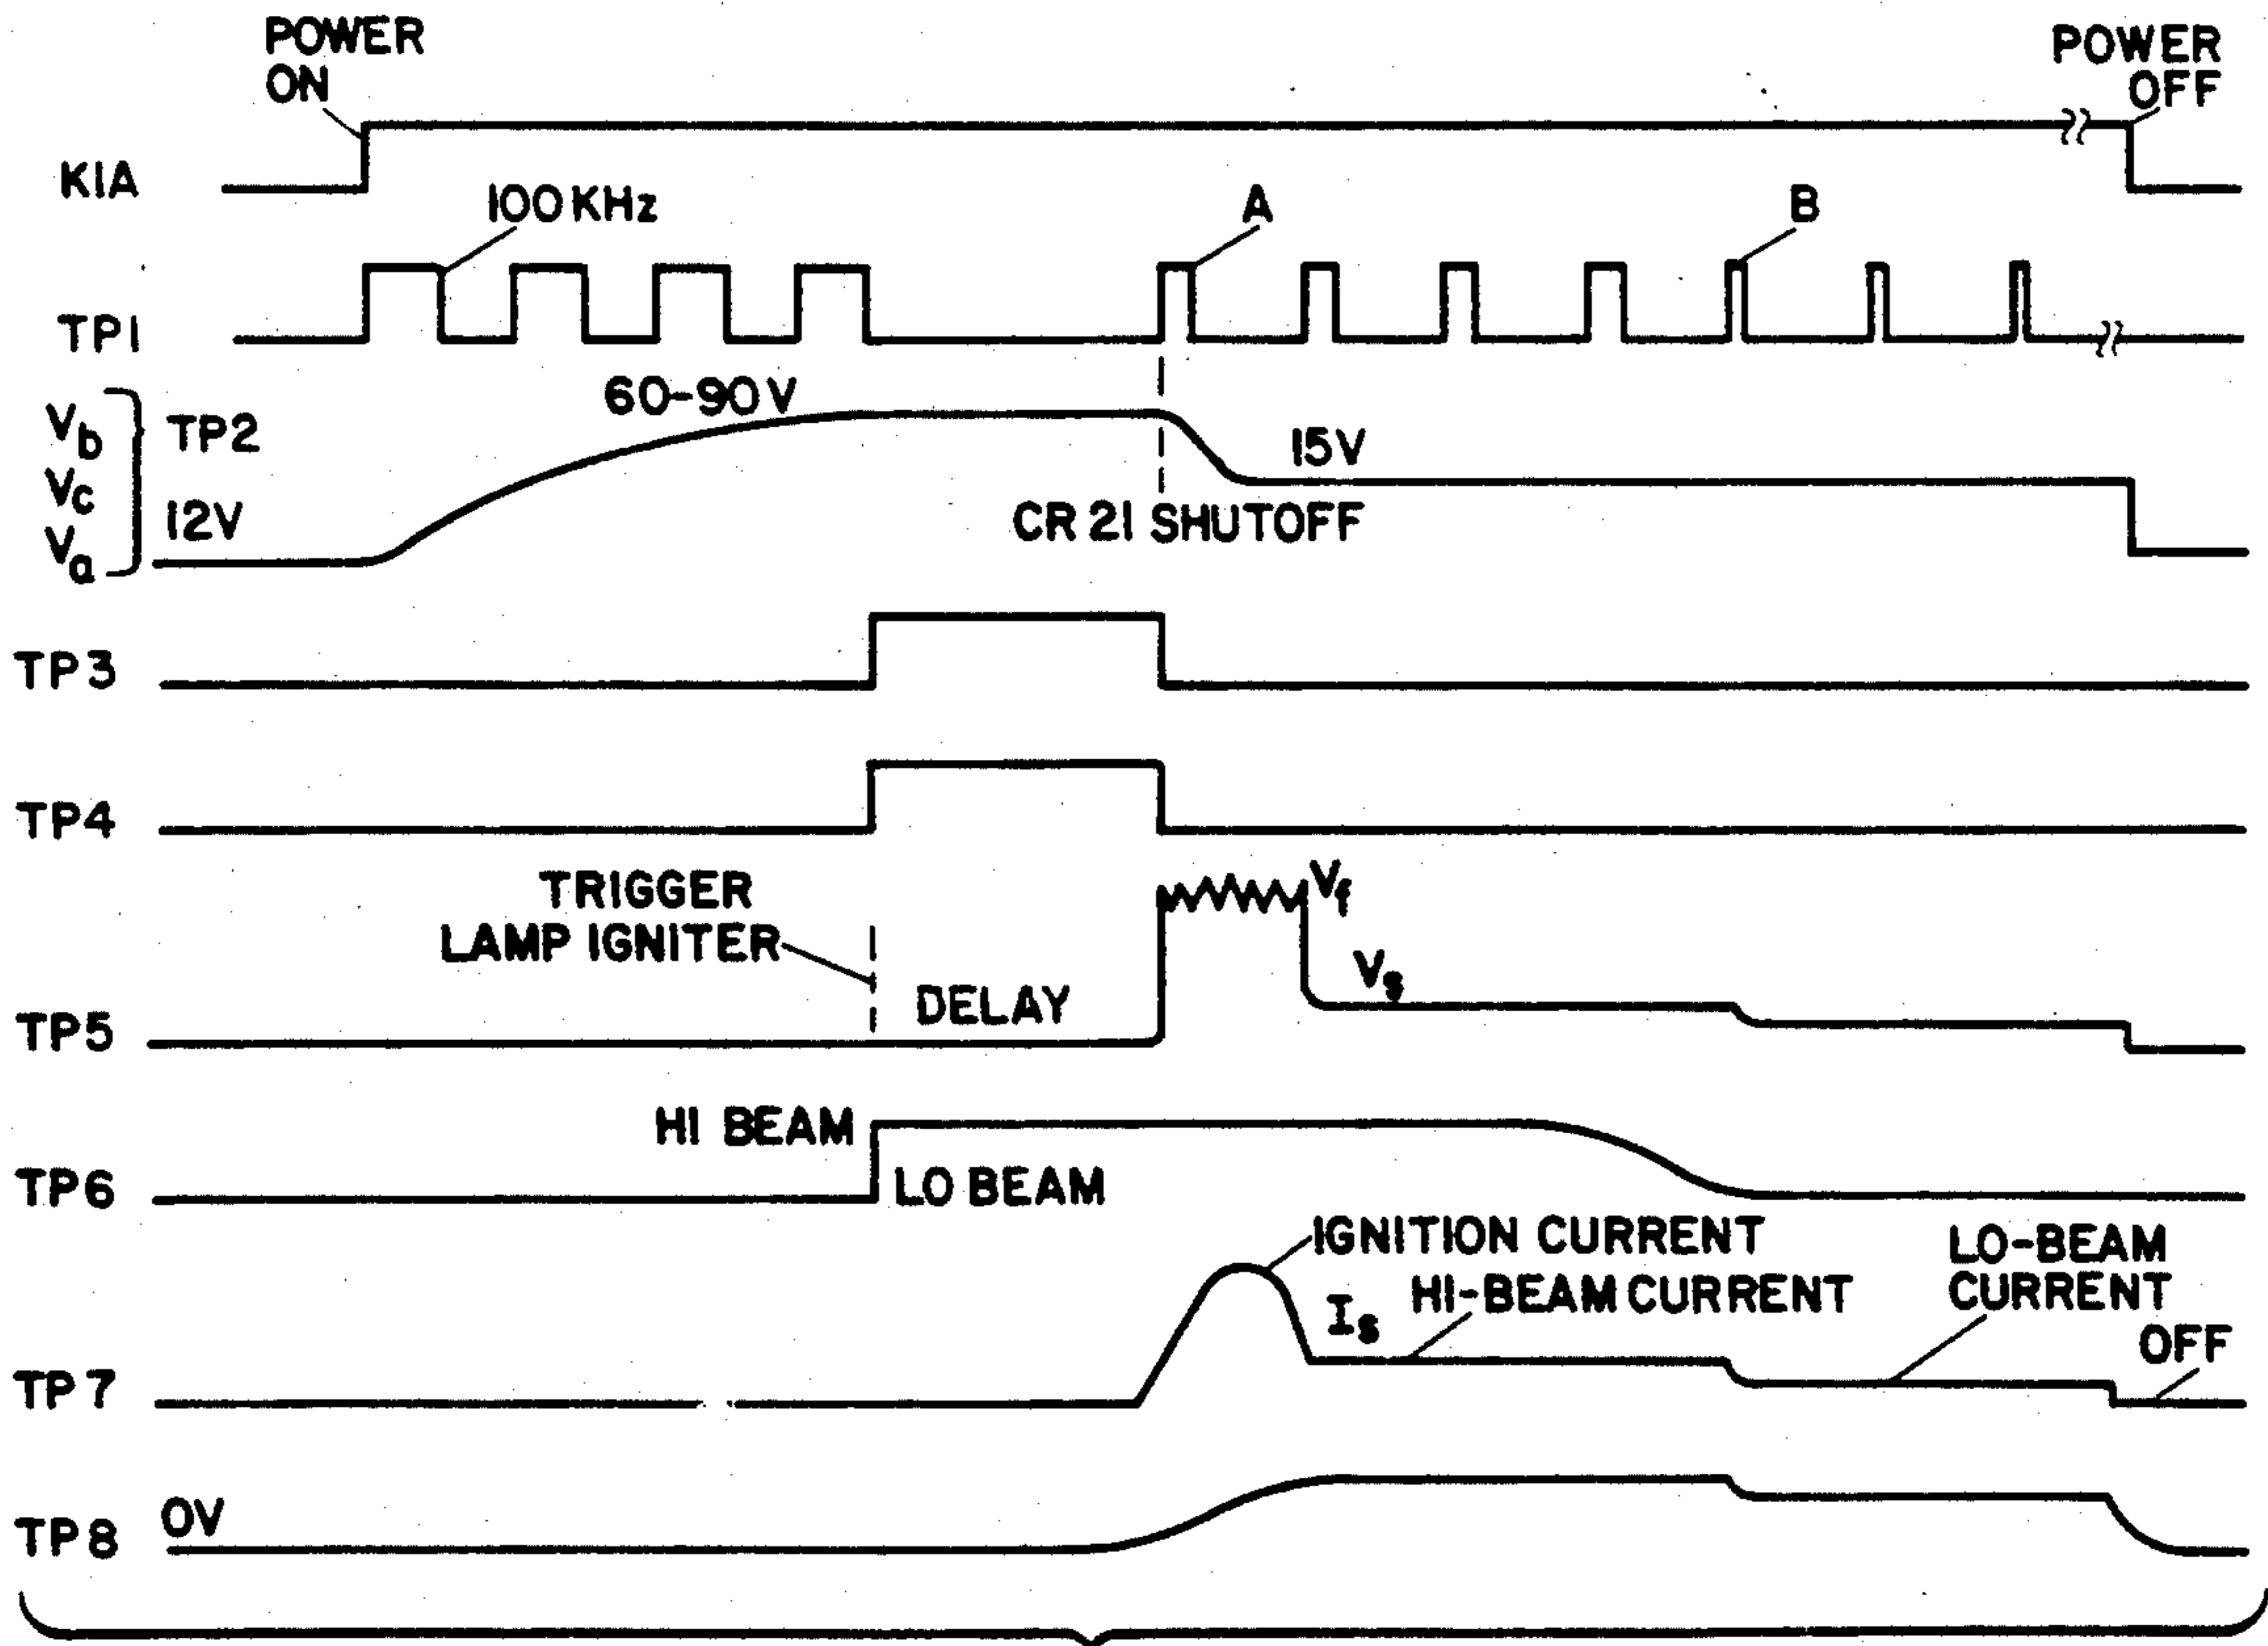 POWER
ON
POWER
OFF
K1A
100 KHz
A
B
TP1
60-90V
Vb
TP2
15V
Vc
12V
Va
CR 21 SHUTOFF
TP3
TP4
TRIGGER
LAMP IGNITER
Vf
Vs
DELAY
TP5
HI BEAM
TP6
LO BEAM
IGNITION CURRENT
LO-BEAM
CURRENT
HI-BEAM CURRENT
Is
OFF
TP7
0V
TP8